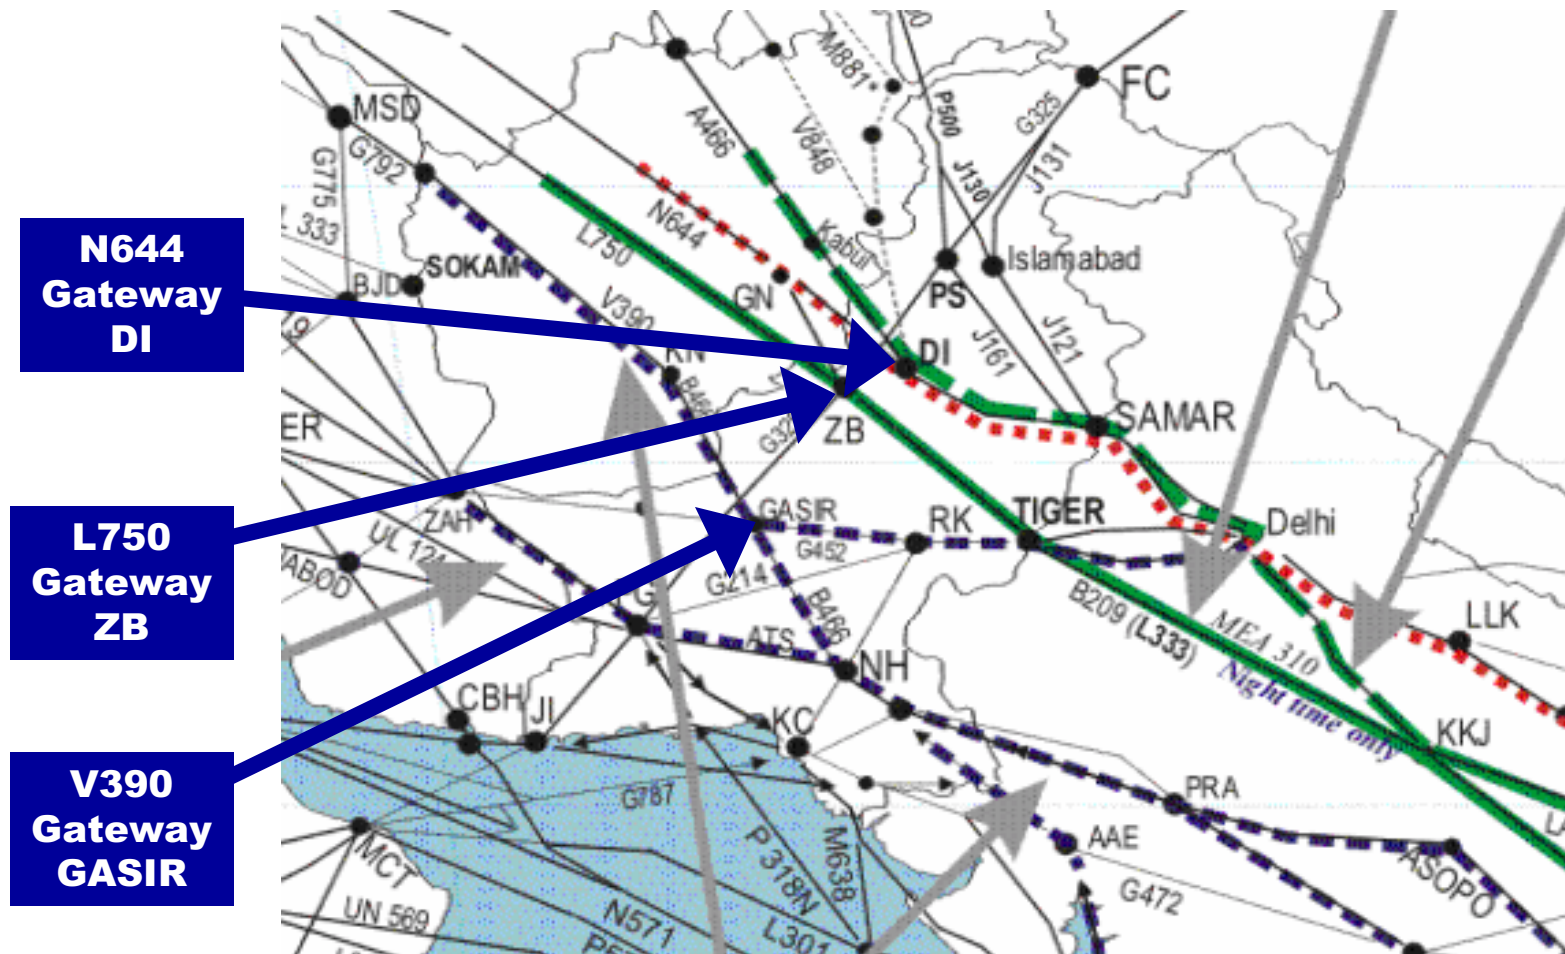 N644
Gateway
DI
L750
Gateway
ZB
V390
Gateway
GASIR
MSD
G792
G775
L 333
BJD
SOKAM
V390
KN
L750
N644
GN
A466
Kabul
V848
M881*
P500
J130
J131
G325
FC
Islamabad
PS
DI
J161
J121
SAMAR
ZB
ER
ZAH
UL 124
GASIR
G452
G214
B466
RK
TIGER
Delhi
B209 (L333)
MEA 310
Night time only
LLK
KKJ
ATS
NH
KC
CBH
JI
G787
PRA
AAE
ASOPO
G472
MCT
UN 569
N571
P 318N
M638
L301